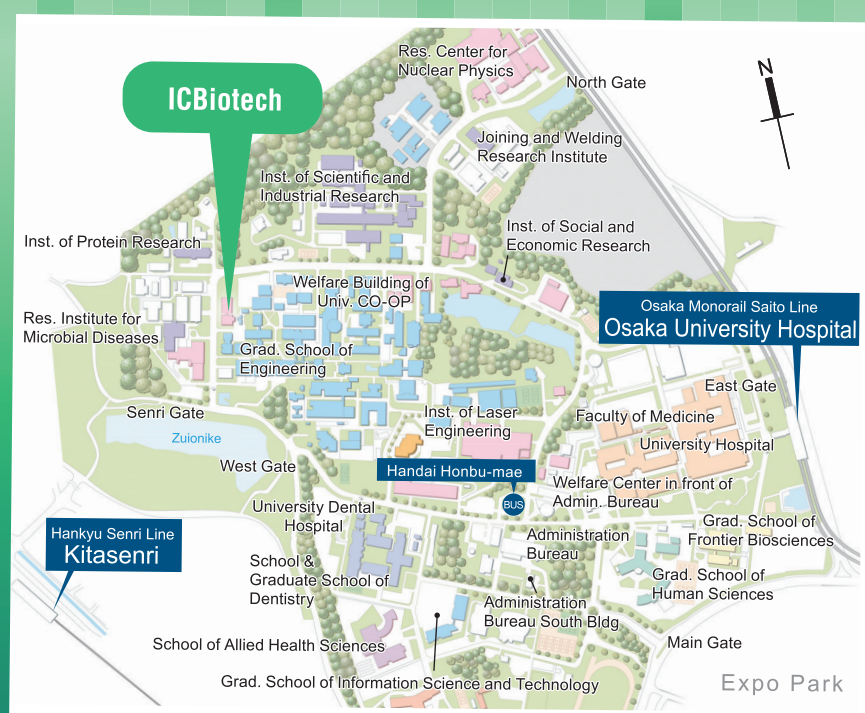 Res. Center for
Nuclear Physics
North Gate
N
ICBiotech
Joining and Welding
Research Institute
Inst. of Scientific and
Industrial Research
Inst. of Social and
Economic Research
Inst. of Protein Research
Welfare Building of
Univ. CO-OP
Osaka Monorail Saito Line
Osaka University Hospital
Res. Institute for
Microbial Diseases
Grad. School of
Engineering
East Gate
Senri Gate
Inst. of Laser
Engineering
Faculty of Medicine
Zuionike
University Hospital
West Gate
Handai Honbu-mae
BUS
Welfare Center in front of
Admin. Bureau
University Dental
Hospital
Grad. School of
Frontier Biosciences
Hankyu Senri Line
Kitasenri
Administration
Bureau
School &
Graduate School of
Dentistry
Grad. School of
Human Sciences
Administration
Bureau South Bldg
School of Allied Health Sciences
Main Gate
Grad. School of Information Science and Technology
Expo Park